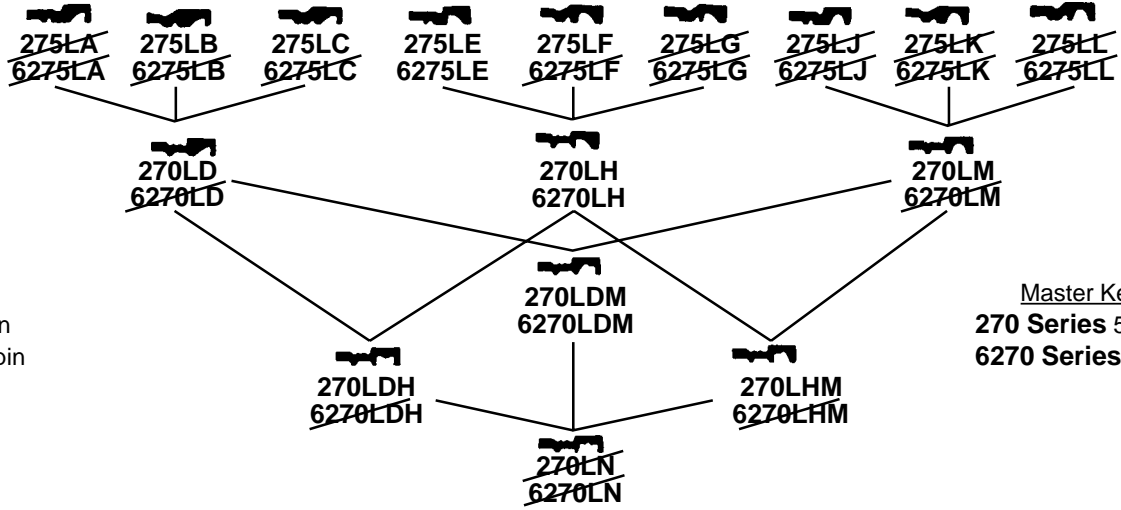 275LA 275LB 275LC 275LE 275LF 275LG 275LJ 275LK 275LL
6275LA 6275LB 6275LC 6275LE 6275LF 6275LG 6275LJ 6275LK 6275LL
270LD 270LH 270LM
6270LD 6270LH 6270LM
270LDM
6270LDM
Master Ke
n
270 Series 5
oin
6270 Series
270LDH 270LHM
6270LDH 6270LHM
270LN
6270LN